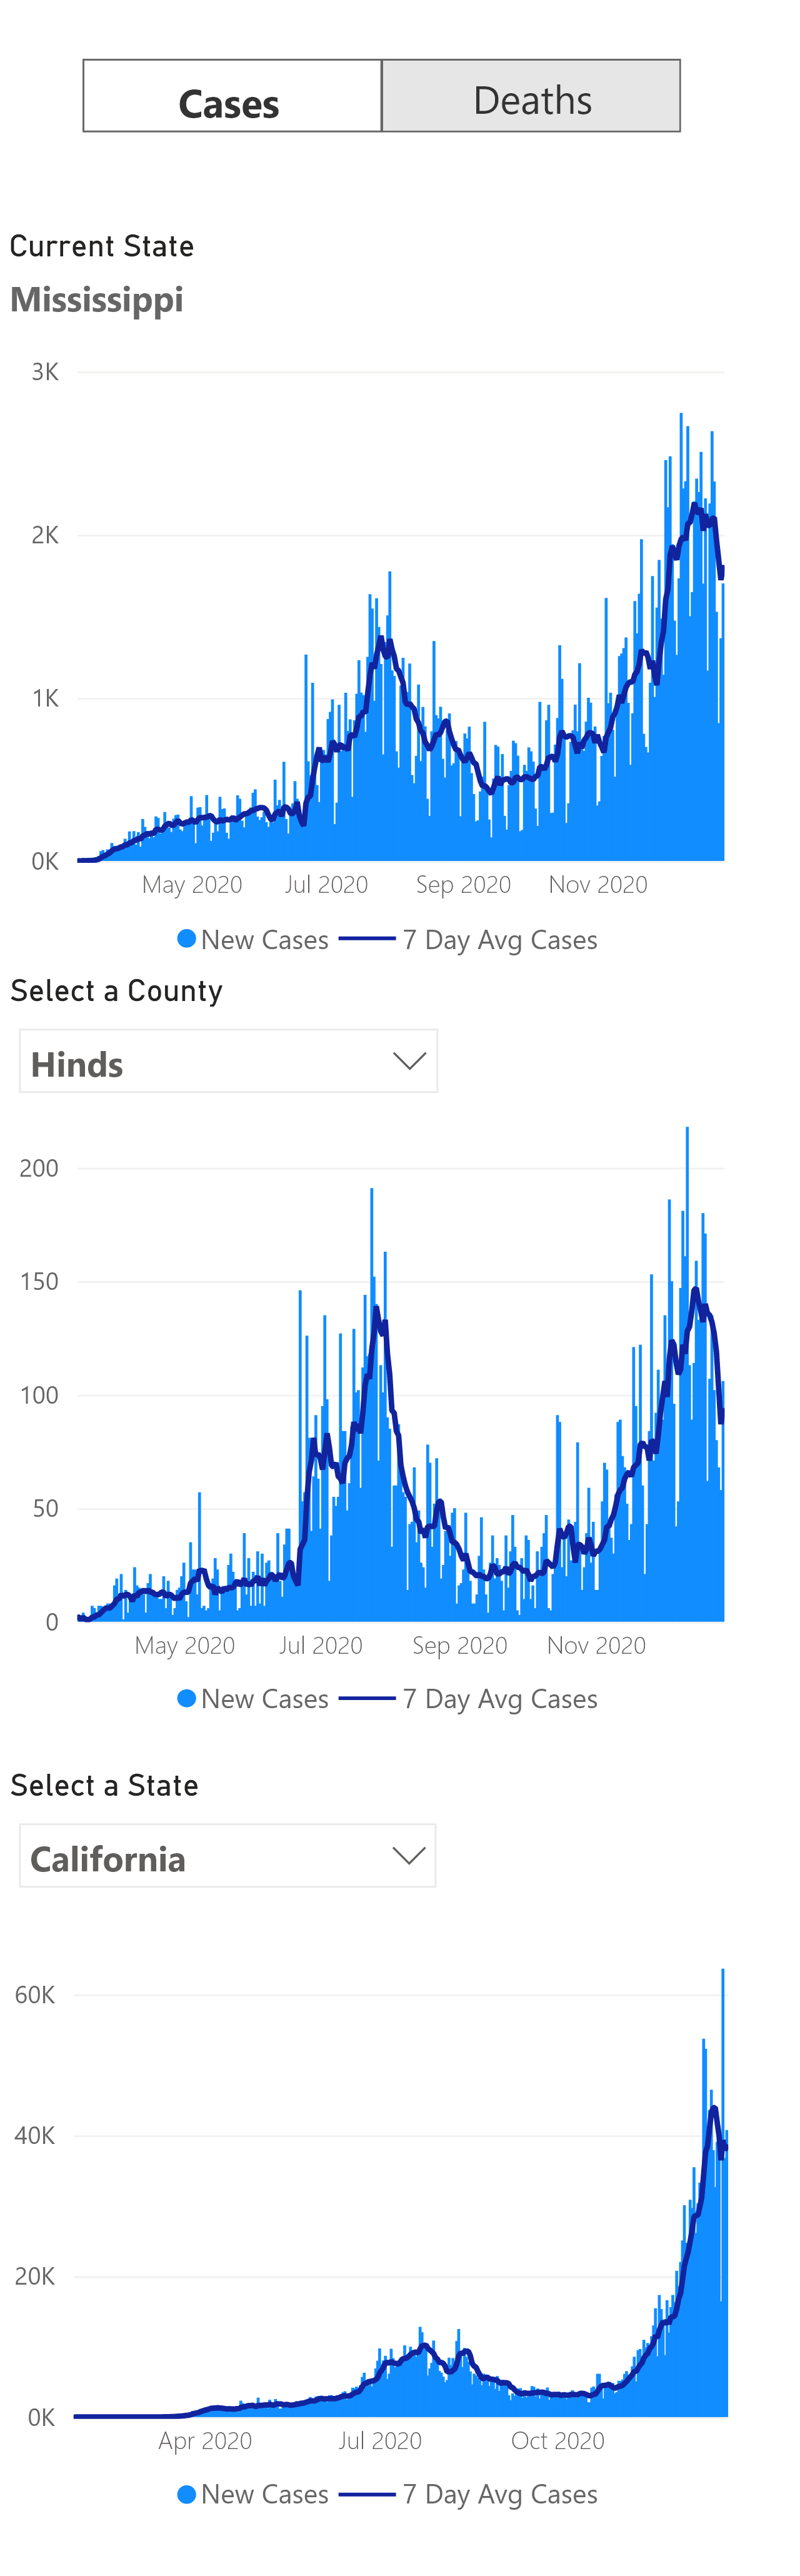 Cases Deaths
Current State
Mississippi
3K
2K
1K
0K
May 2020 Jul 2020 Sep 2020 Nov 2020
New Cases 7 Day Avg Cases
Select a County
Hinds
200
150
100
50
0
May 2020 Jul 2020 Sep 2020 Nov 2020
New Cases 7 Day Avg Cases
Select a State
California
60K
40K
20K
0K
Apr 2020 Jul 2020 Oct 2020
New Cases 7 Day Avg Cases